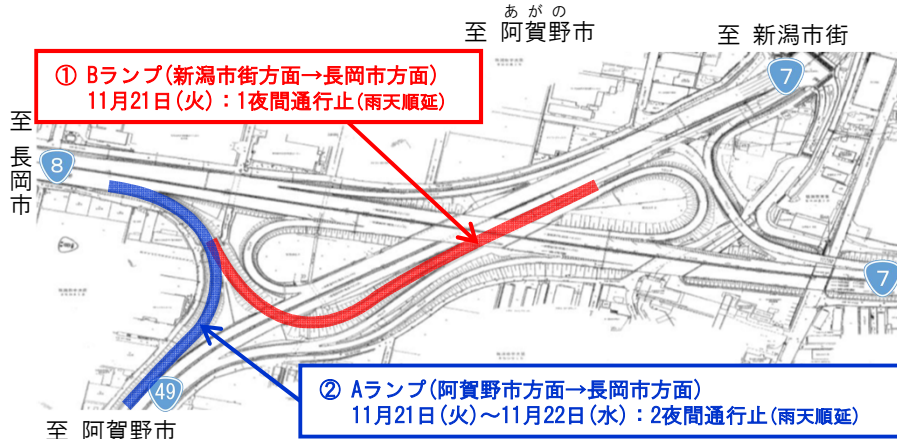 あがの
至 阿賀野市
至 新潟市街
① Bランプ(新潟市街方面→長岡市方面)
11月21日(火)：1夜間通行止(雨天順延)
7
至 長岡市
8
7
49
② Aランプ(阿賀野市方面→長岡市方面)
11月21日(火)～11月22日(水)：2夜間通行止(雨天順延)
至 阿賀野市